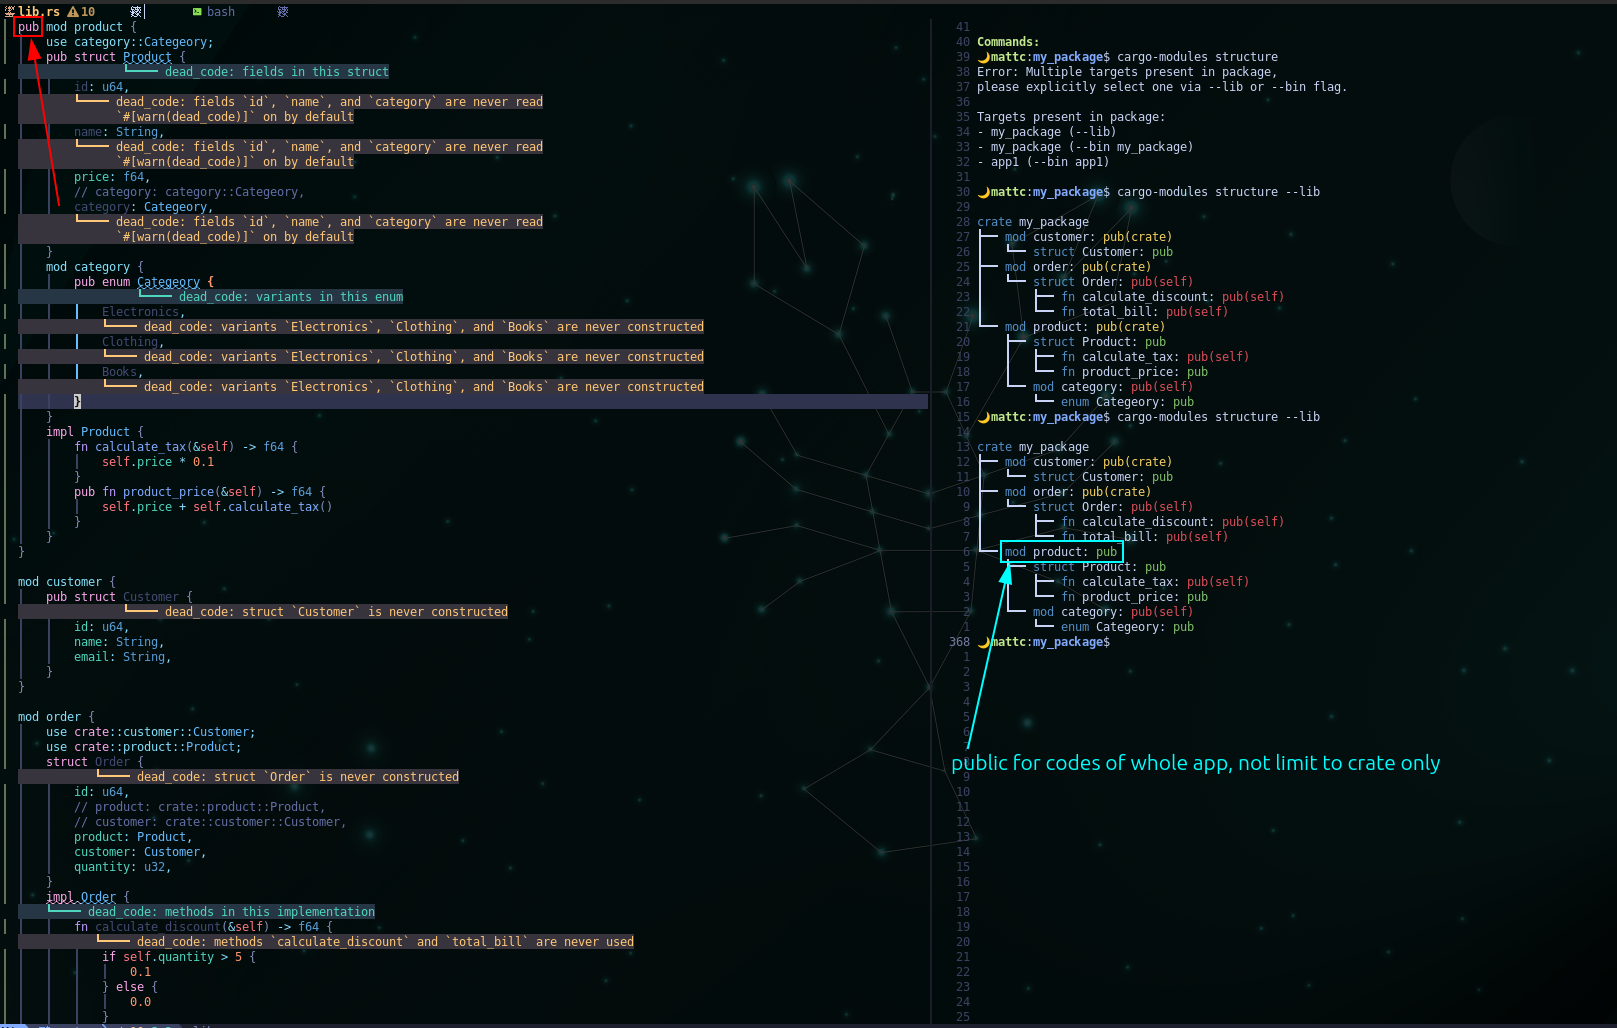 lib.rs 10
bash
pub mod product {
use category::Categeory;
pub struct Product {
dead_code: fields in this struct
id: u64,
dead_code: fields `id`, `name`, and `category` are never read
`#[warn(dead_code)]` on by default
name: String,
dead_code: fields `id`, `name`, and `category` are never read
`#[warn(dead_code)]` on by default
price: f64,
// category: category::Categeory,
category: Categeory,
dead_code: fields `id`, `name`, and `category` are never read
`#[warn(dead_code)]` on by default
}
mod category {
pub enum Categeory {
dead_code: variants in this enum
Electronics,
dead_code: variants `Electronics`, `Clothing`, and `Books` are never constructed
Clothing,
dead_code: variants `Electronics`, `Clothing`, and `Books` are never constructed
Books,
dead_code: variants `Electronics`, `Clothing`, and `Books` are never constructed
}
}
impl Product {
fn calculate_tax(&self) -> f64 {
self.price * 0.1
}
pub fn product_price(&self) -> f64 {
self.price + self.calculate_tax()
}
}
}
mod customer {
pub struct Customer {
dead_code: struct `Customer` is never constructed
id: u64,
name: String,
email: String,
}
}
mod order {
use crate::customer::Customer;
use crate::product::Product;
struct Order {
dead_code: struct `Order` is never constructed
id: u64,
// product: crate::product::Product,
// customer: crate::customer::Customer,
product: Product,
customer: Customer,
quantity: u32,
}
impl Order {
dead_code: methods in this implementation
fn calculate_discount(&self) -> f64 {
dead_code: methods `calculate_discount` and `total_bill` are never used
if self.quantity > 5 {
0.1
} else {
0.0
}
41
40 Commands:
39 mattc:my_package$ cargo-modules structure
38 Error: Multiple targets present in package,
37 please explicitly select one via --lib or --bin flag.
36
35 Targets present in package:
34 - my_package (--lib)
33 - my_package (--bin my_package)
32 - app1 (--bin app1)
31
30 mattc:my_package$ cargo-modules structure --lib
29
28 crate my_package
27 mod customer: pub(crate)
26 struct Customer: pub
25 mod order: pub(crate)
24 struct Order: pub(self)
23 fn calculate_discount: pub(self)
22 fn total_bill: pub(self)
21 mod product: pub(crate)
20 struct Product: pub
19 fn calculate_tax: pub(self)
18 fn product_price: pub
17 mod category: pub(self)
16 enum Categeory: pub
15 mattc:my_package$ cargo-modules structure --lib
14
13 crate my_package
12 mod customer: pub(crate)
11 struct Customer: pub
10 mod order: pub(crate)
9 struct Order: pub(self)
8 fn calculate_discount: pub(self)
7 fn total_bill: pub(self)
6 mod product: pub
5 struct Product: pub
4 fn calculate_tax: pub(self)
3 fn product_price: pub
2 mod category: pub(self)
1 enum Categeory: pub
368 mattc:my_package$
1
2
3
4
5
6
7
public for codes of whole app, not limit to crate only
9
10
11
12
13
14
15
16
17
18
19
20
21
22
23
24
25